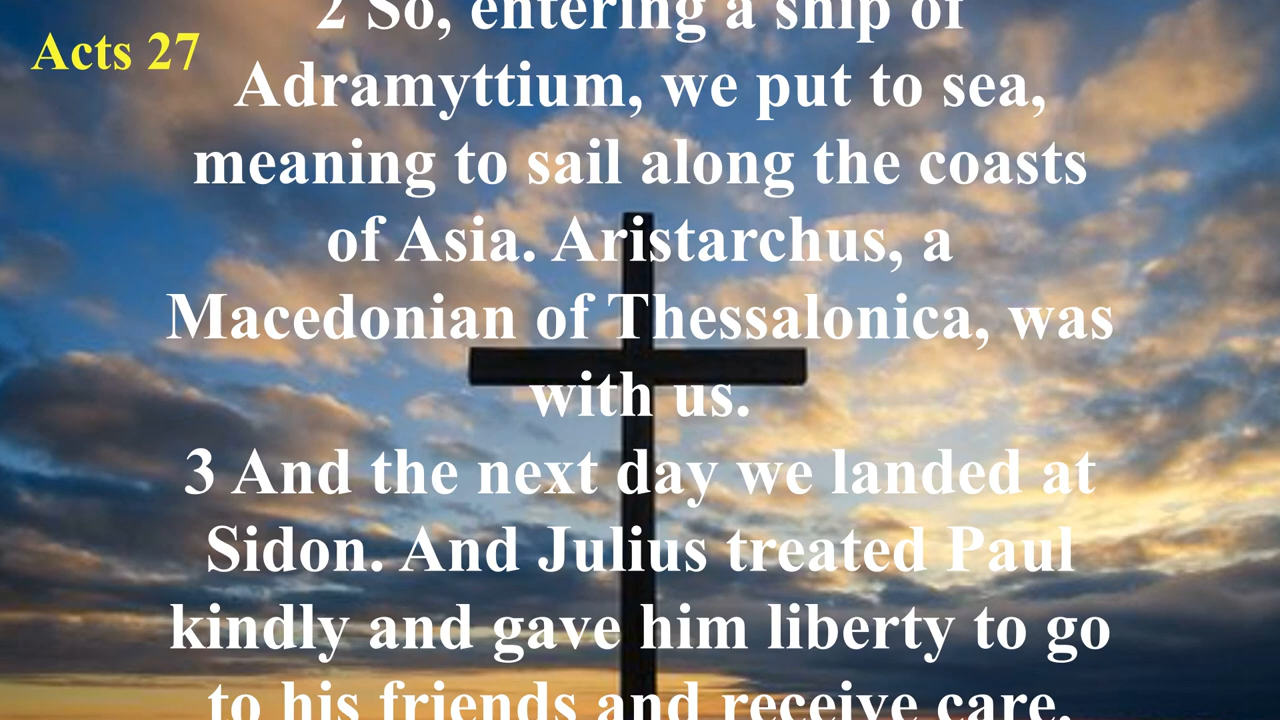 Acts 27
2 So, entering a ship of
Adramyttium, we put to sea,
meaning to sail along the coasts
of Asia. Aristarchus, a
Macedonian of Thessalonica, was
with us.
3 And the next day we landed at
Sidon. And Julius treated Paul
kindly and gave him liberty to go
to his friends and receive care.